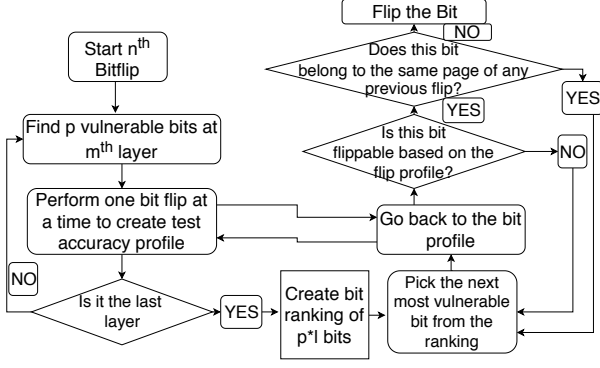 Flip the Bit
NO
Start nth
Bitflip
Does this bit
belong to the same page of any
previous flip?
YES
YES
Find p vulnerable bits at
mth layer
Is this bit
flippable based on the
flip profile?
NO
Perform one bit flip at
a time to create test
accuracy profile
Go back to the bit
profile
NO
Is it the last
layer
YES
Create bit
ranking of
p*l bits
Pick the next
most vulnerable
bit from the
ranking